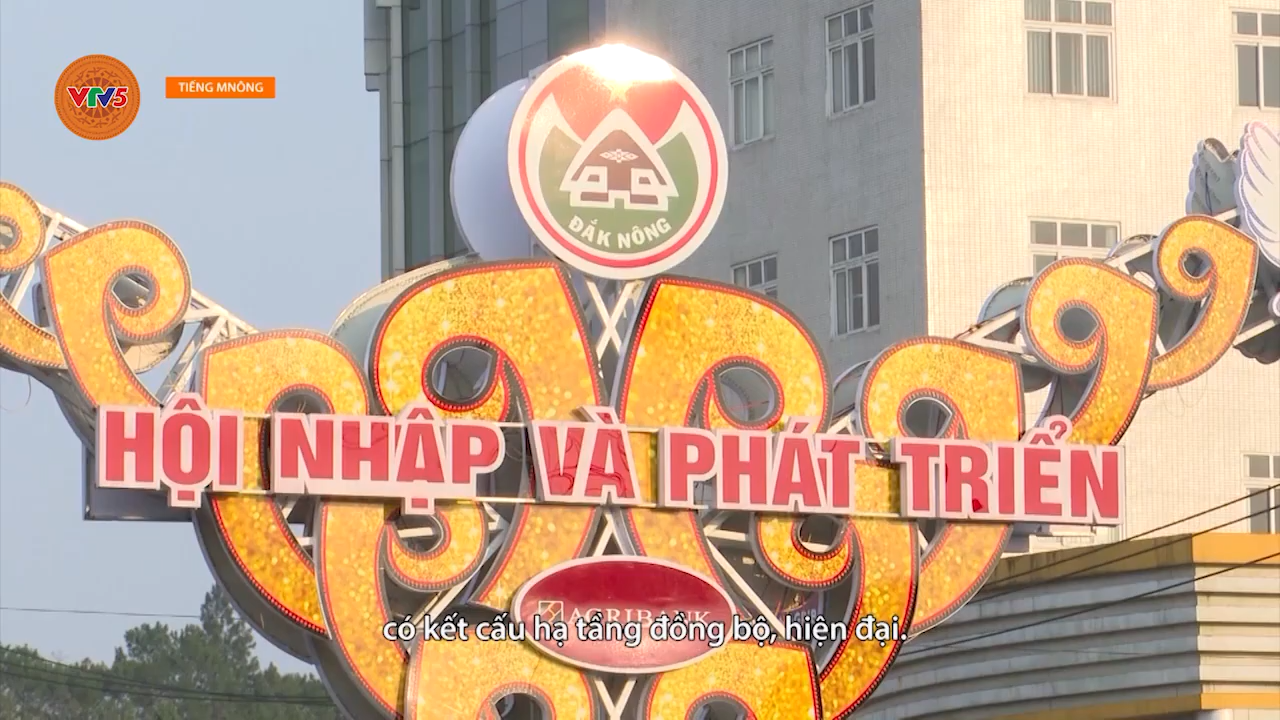 VTV5
TIẾNG MNÔNG
ĐẮK NÔNG
HỘI NHẬP VÀ PHÁT TRIỂN
AGRIBANK
có kết cấu hạ tầng đồng bộ, hiện đại.